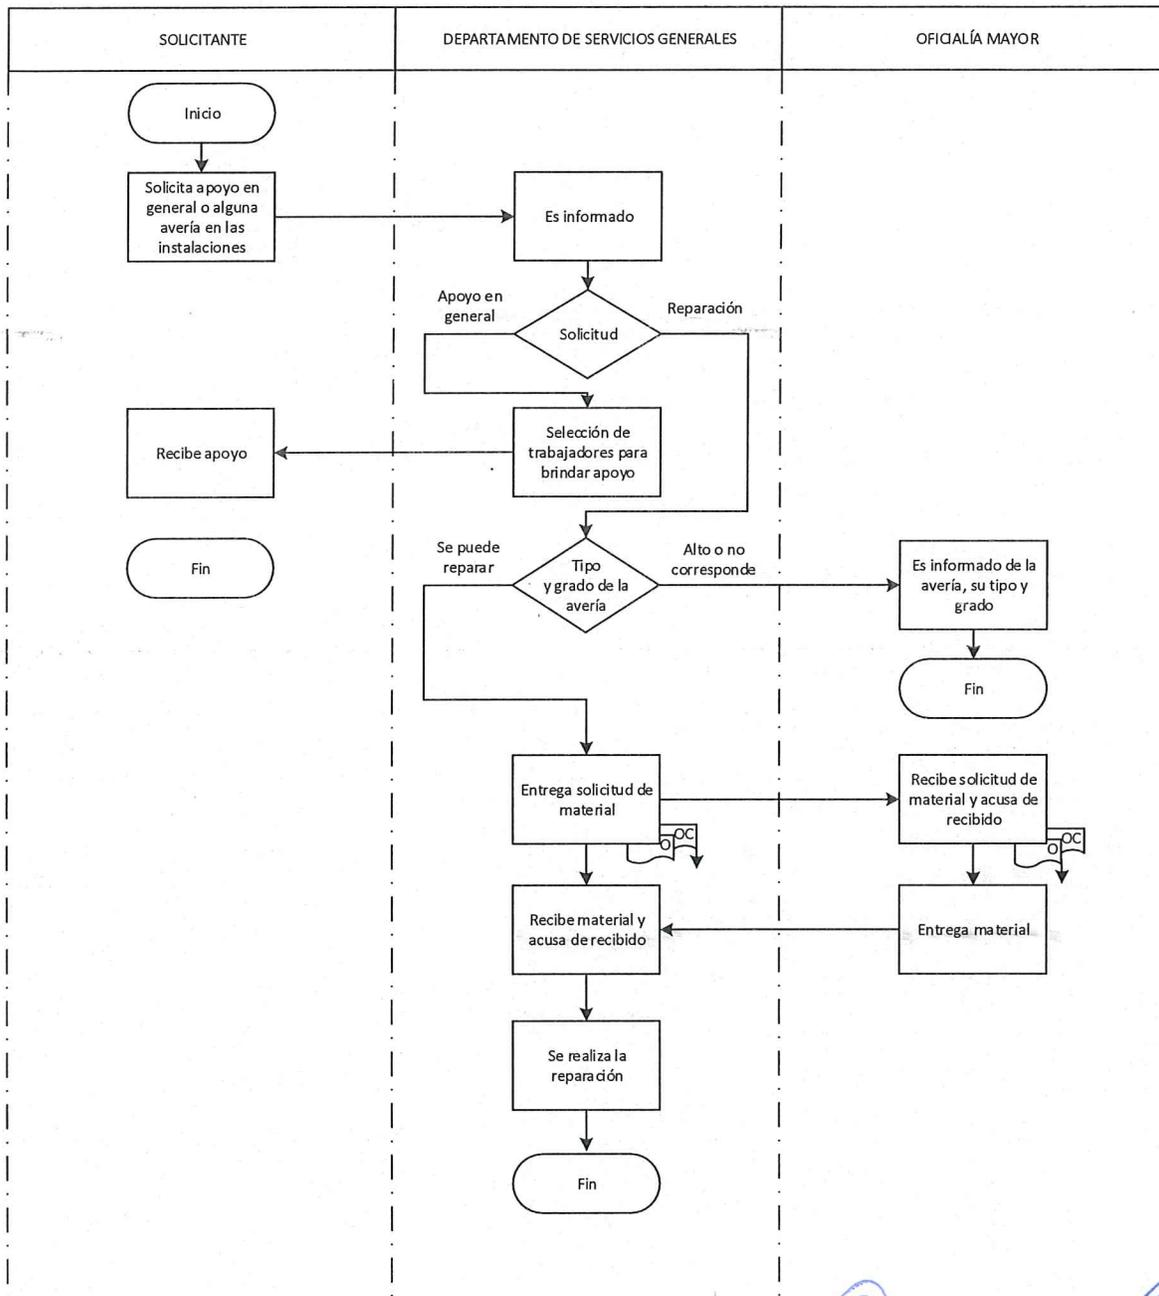 SOLICITANTE
DEPARTAMENTO DE SERVICIOS GENERALES
OFICIALÍA MAYOR
Inicio
Solicita apoyo en
general o alguna
avería en las
instalaciones
Es informado
Solicitud
Apoyo en
general
Reparación
Selección de
trabajadores para
brindar apoyo
Recibe apoyo
Fin
Tipo
y grado de la
avería
Se puede
reparar
Alto o no
corresponde
Es informado de la
avería, su tipo y
grado
Fin
Entrega solicitud de
material
O
OC
Recibe solicitud de
material y acusa de
recibido
O
OC
Entrega material
Recibe material y
acusa de recibido
Se realiza la
reparación
Fin